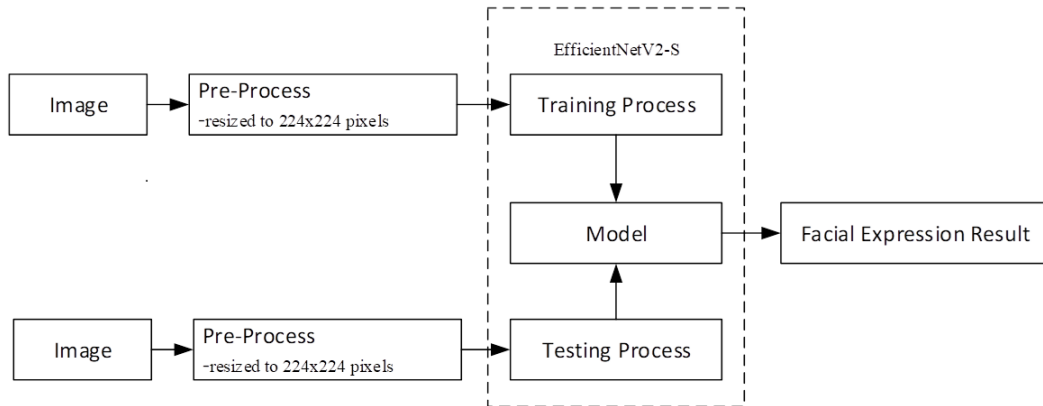 EfficientNetV2-S
Image
Pre-Process
-resized to 224x224 pixels
Training Process
Model
Facial Expression Result
Image
Pre-Process
-resized to 224x224 pixels
Testing Process